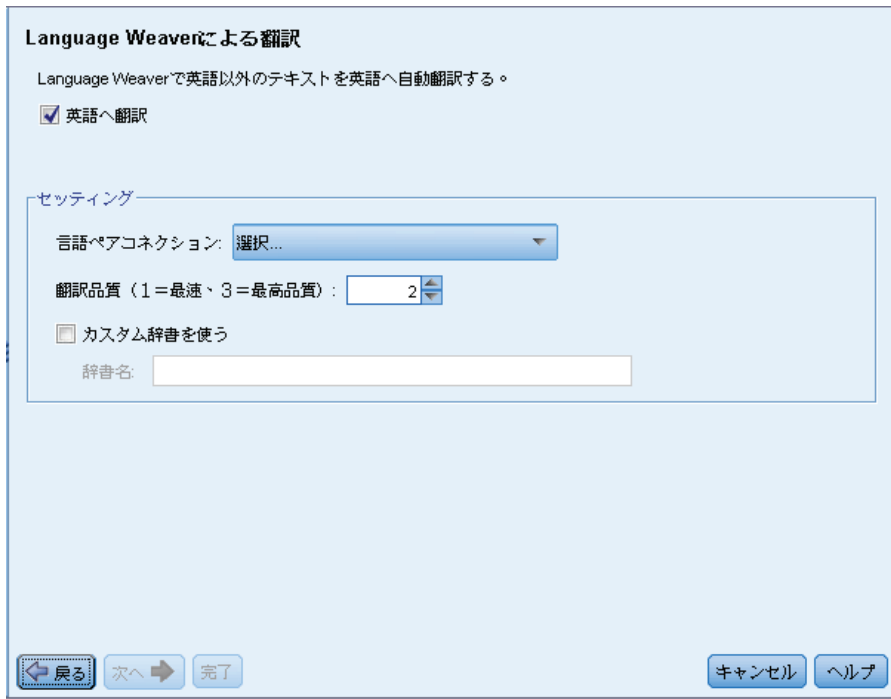 Language Weaverによる翻訳
Language Weaverで英語以外のテキストを英語へ自動翻訳する。
英語へ翻訳
セッティング
言語ペアコネクション: 選択...
翻訳品質（1＝最速、3＝最高品質）: 2
カスタム辞書を使う
辞書名:
戻る 次へ 完了 キャンセル ヘルプ